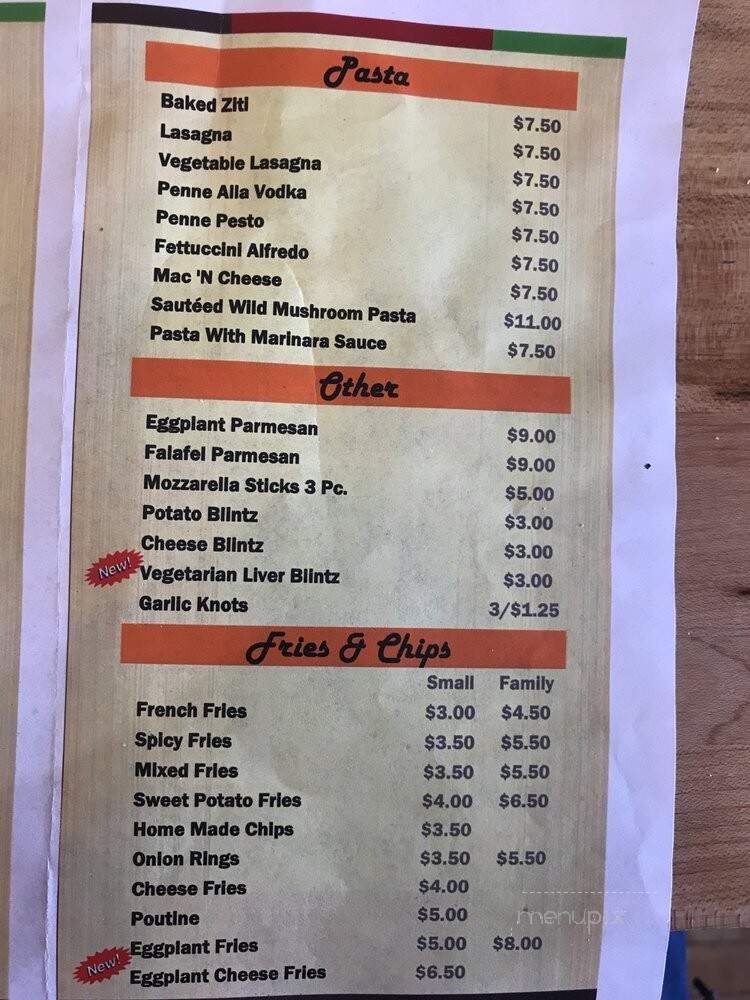 Pasta
Baked Ziti $7.50
Lasagna $7.50
Vegetable Lasagna $7.50
Penne Alla Vodka $7.50
Penne Pesto $7.50
Fettuccini Alfredo $7.50
Mac 'N Cheese $7.50
Sautéed Wild Mushroom Pasta $11.00
Pasta With Marinara Sauce $7.50
Other
Eggplant Parmesan $9.00
Falafel Parmesan $9.00
Mozzarella Sticks 3 Pc. $5.00
Potato Blintz $3.00
Cheese Blintz $3.00
New! Vegetarian Liver Blintz $3.00
Garlic Knots 3/$1.25
Fries & Chips
Small Family
French Fries $3.00 $4.50
Spicy Fries $3.50 $5.50
Mixed Fries $3.50 $5.50
Sweet Potato Fries $4.00 $6.50
Home Made Chips $3.50
Onion Rings $3.50 $5.50
Cheese Fries $4.00
Poutine $5.00
menupix
Eggplant Fries $5.00 $8.00
New! Eggplant Cheese Fries $6.50